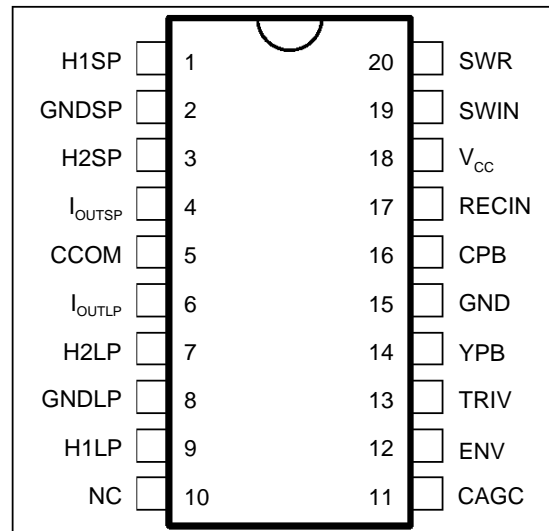 H1SP 1 20 SWR
GNDSP 2 19 SWIN
H2SP 3 18 VCC
IOUTSP 4 17 RECIN
CCOM 5 16 CPB
IOUTLP 6 15 GND
H2LP 7 14 YPB
GNDLP 8 13 TRIV
H1LP 9 12 ENV
NC 10 11 CAGC